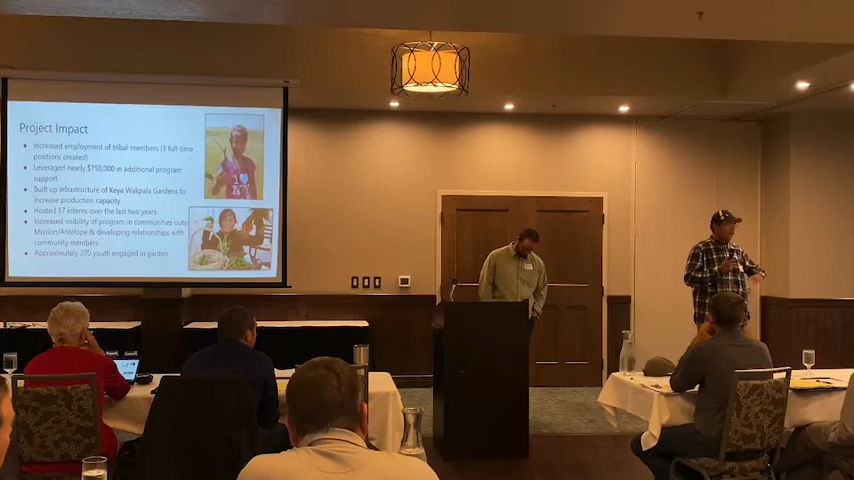 Project Impact
• Increased employment of tribal members (3 full-time
positions created)
• Leveraged nearly $750,000 in additional program
support
• Built up infrastructure of Keya Wakpala Gardens to
increase production capacity
• Hosted 37 interns over the last two years
• Increased visibility of program in communities outside
Mission/Antelope & developing relationships with
community members
• Approximately 270 youth engaged in garden